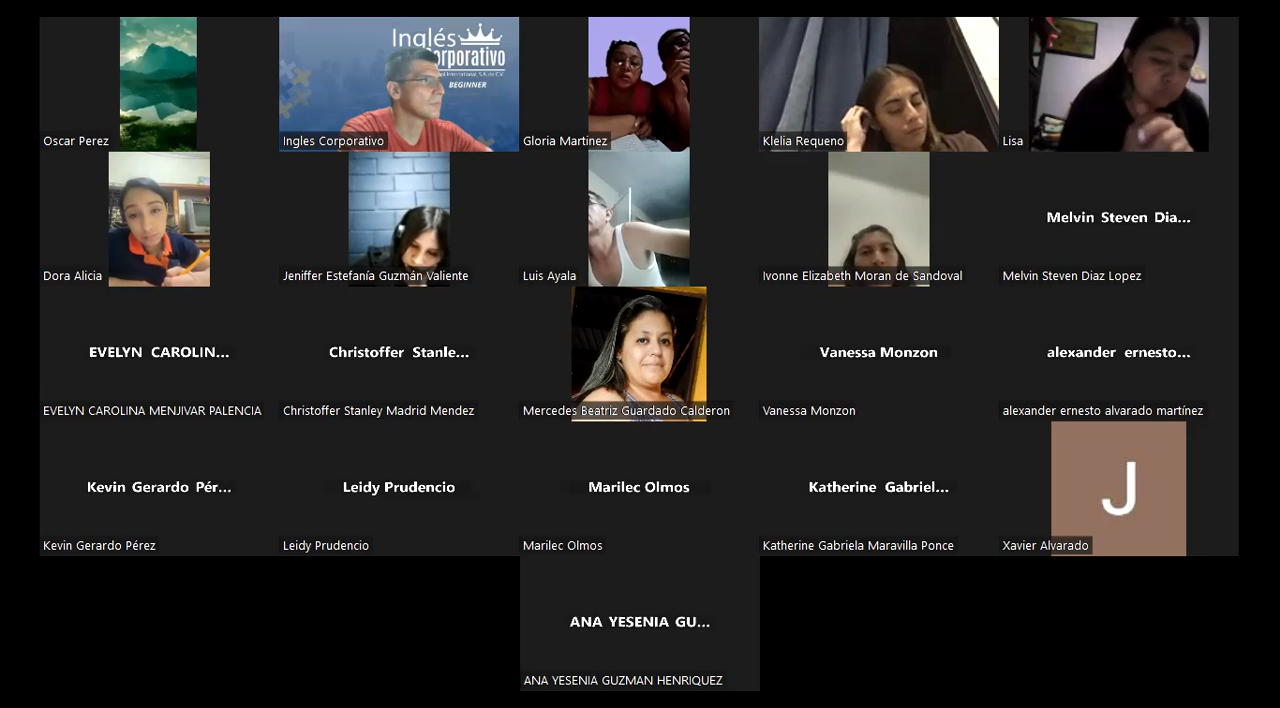 Inglés
Corporativo
BEGINNER
Oscar Perez
Ingles Corporativo
Gloria Martinez
Klelia Requeno
Lisa
Melvin Steven Dia...
Dora Alicia
Jeniffer Estefanía Guzmán Valiente
Luis Ayala
Ivonne Elizabeth Moran de Sandoval
Melvin Steven Diaz Lopez
EVELYN CAROLIN...
Christoffer Stanle...
Vanessa Monzon
alexander ernesto...
EVELYN CAROLINA MENJIVAR PALENCIA
Christoffer Stanley Madrid Mendez
Mercedes Beatriz Guardado Calderon
Vanessa Monzon
alexander ernesto alvarado martínez
Kevin Gerardo Pér...
Leidy Prudencio
Marilec Olmos
Katherine Gabriel...
J
Kevin Gerardo Pérez
Leidy Prudencio
Marilec Olmos
Katherine Gabriela Maravilla Ponce
Xavier Alvarado
ANA YESENIA GU...
ANA YESENIA GUZMAN HENRIQUEZ